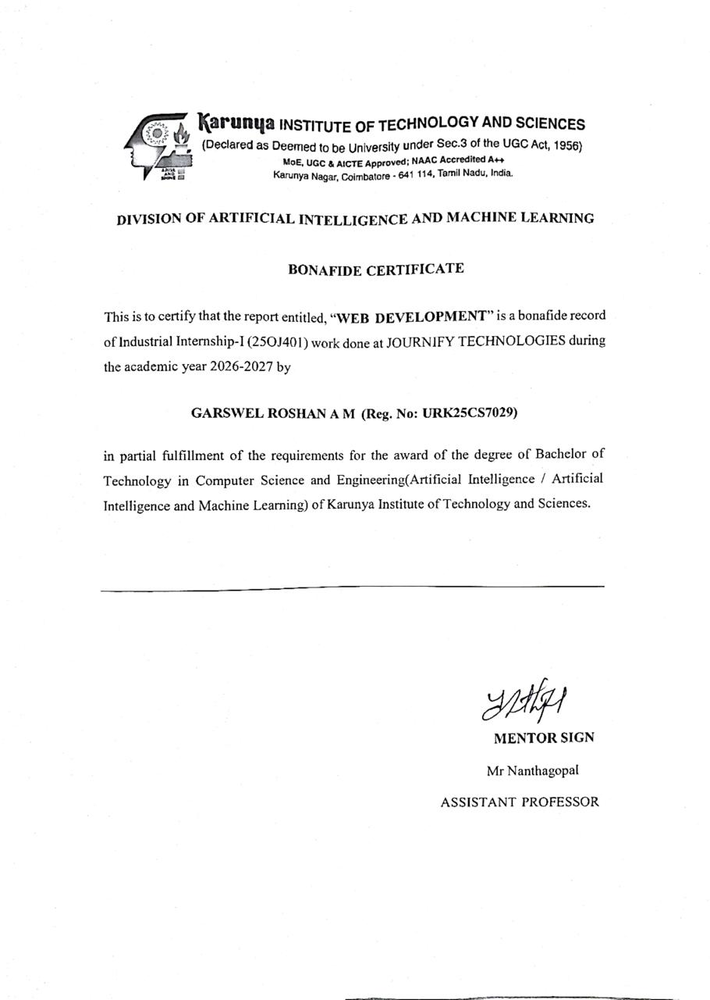 Karunya INSTITUTE OF TECHNOLOGY AND SCIENCES
(Declared as Deemed to be University under Sec.3 of the UGC Act, 1956)
MoE, UGC & AICTE Approved; NAAC Accredited A++
Karunya Nagar, Coimbatore - 641 114, Tamil Nadu, India.
ARISE
AND
SHINE
DIVISION OF ARTIFICIAL INTELLIGENCE AND MACHINE LEARNING
BONAFIDE CERTIFICATE
This is to certify that the report entitled, “WEB DEVELOPMENT” is a bonafide record
of Industrial Internship-I (25OJ401) work done at JOURNIFY TECHNOLOGIES during
the academic year 2026-2027 by
GARSWEL ROSHAN A M (Reg. No: URK25CS7029)
in partial fulfillment of the requirements for the award of the degree of Bachelor of
Technology in Computer Science and Engineering(Artificial Intelligence / Artificial
Intelligence and Machine Learning) of Karunya Institute of Technology and Sciences.
MENTOR SIGN
Mr Nanthagopal
ASSISTANT PROFESSOR